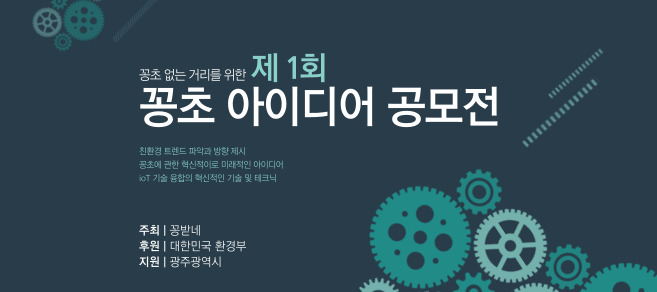 꽁초 없는 거리를 위한 제 1회
꽁초 아이디어 공모전
친환경 트렌드 파악과 방향 제시
꽁초에 관한 혁신적이로 미래적인 아이디어
ioT 기술 융합의 혁신적인 기술 및 테크닉
주최 | 꽁받네
후원 | 대한민국 환경부
지원 | 광주광역시